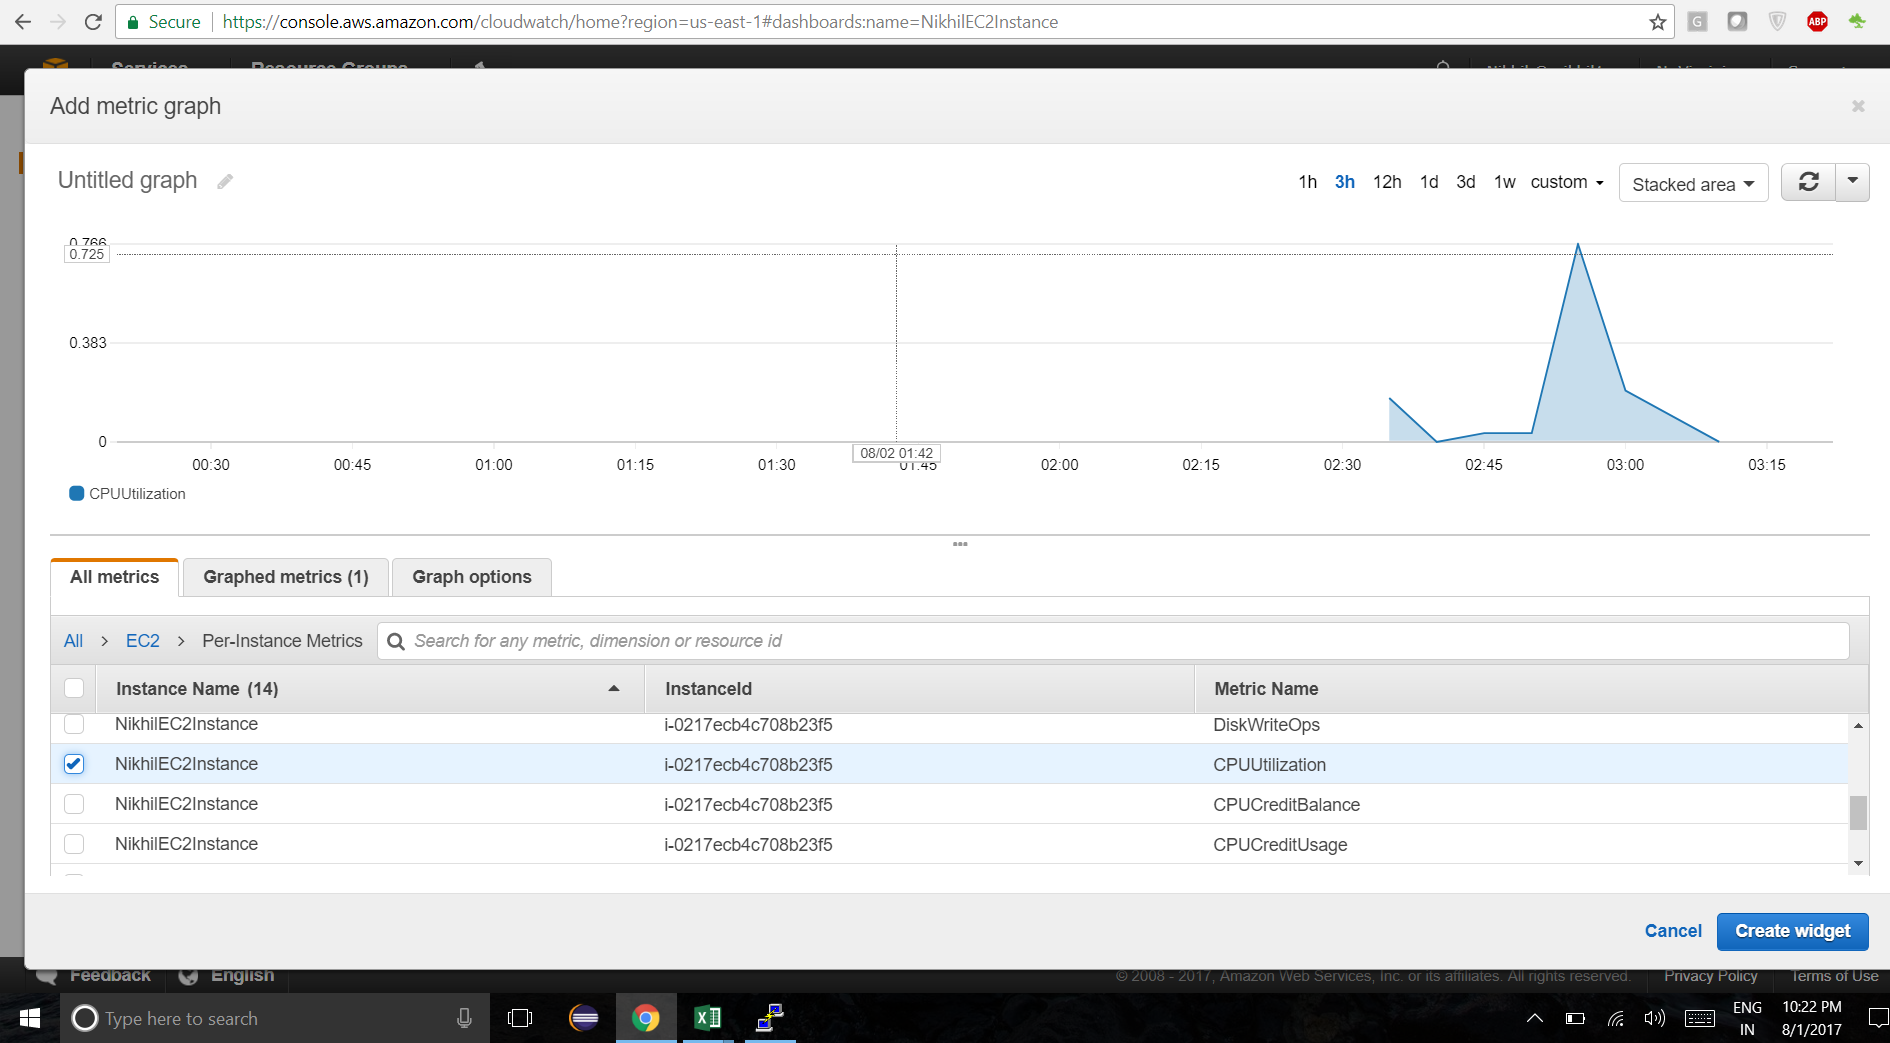 Secure https://console.aws.amazon.com/cloudwatch/home?region=us-east-1#dashboards:name=NikhilEC2Instance G ABP
Services Resource Groups
Add metric graph
Untitled graph 1h 3h 12h 1d 3d 1w custom Stacked area
0.766
0.725
0.383
0
08/02 01:42
00:30 00:45 01:00 01:15 01:30 01:45 02:00 02:15 02:30 02:45 03:00 03:15
CPUUtilization
All metrics Graphed metrics (1) Graph options
All > EC2 > Per-Instance Metrics Search for any metric, dimension or resource id
Instance Name (14) InstanceId Metric Name
NikhilEC2Instance i-0217ecb4c708b23f5 DiskWriteOps
NikhilEC2Instance i-0217ecb4c708b23f5 CPUUtilization
NikhilEC2Instance i-0217ecb4c708b23f5 CPUCreditBalance
NikhilEC2Instance i-0217ecb4c708b23f5 CPUCreditUsage
Cancel Create widget
Feedback English © 2008 - 2017, Amazon Web Services, Inc. or its affiliates. All rights reserved. Privacy Policy Terms of Use
Type here to search ENG 10:22 PM
IN 8/1/2017